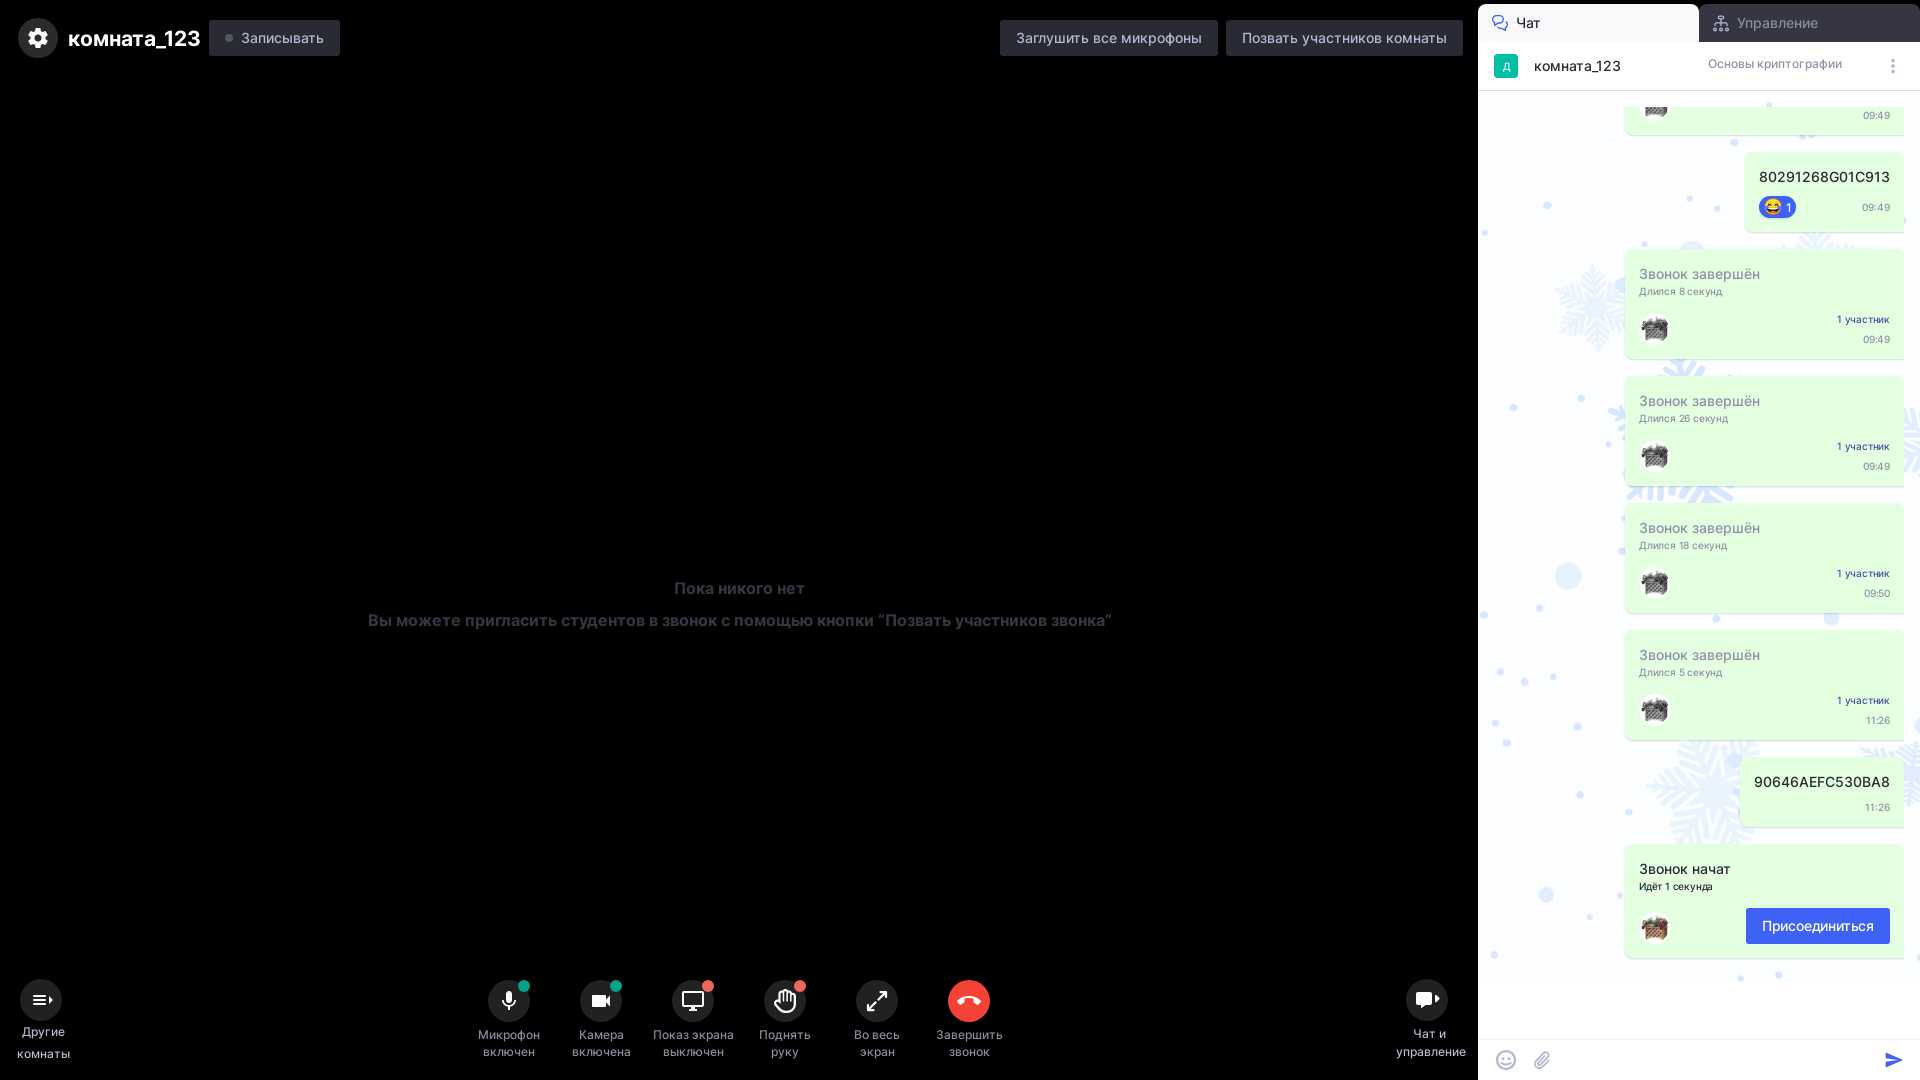 комната_123
Записывать
Заглушить все микрофоны
Позвать участников комнаты
Чат
Управление
Д
комната_123
Основы криптографии
09:49
80291268G01C913
1
09:49
Звонок завершён
Длился 8 секунд
1 участник
09:49
Звонок завершён
Длился 26 секунд
1 участник
09:49
Звонок завершён
Длился 18 секунд
1 участник
09:50
Звонок завершён
Длился 5 секунд
1 участник
11:26
90646AEFC530BA8
11:26
Звонок начат
Идёт 1 секунда
Присоединиться
Пока никого нет
Вы можете пригласить студентов в звонок с помощью кнопки “Позвать участников звонка”
Другие
комнаты
Микрофон
включен
Камера
включена
Показ экрана
выключен
Поднять
руку
Во весь
экран
Завершить
звонок
Чат и
управление